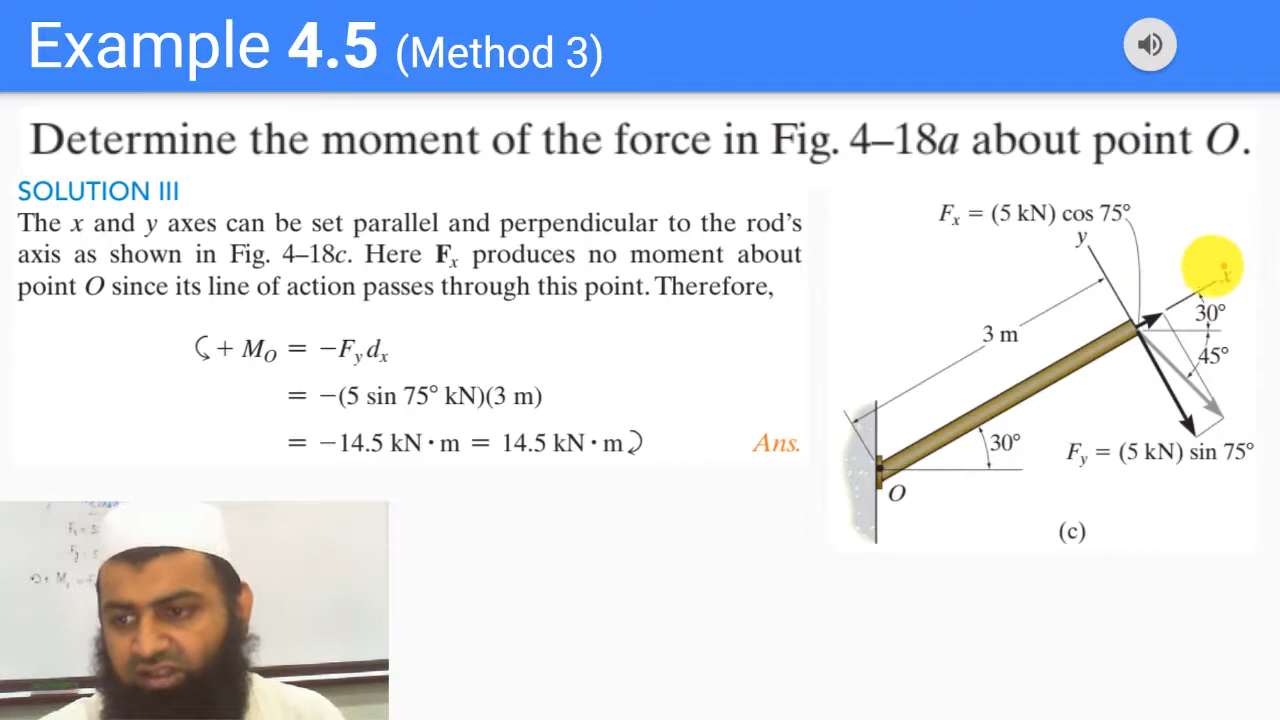 Example 4.5 (Method 3)
Determine the moment of the force in Fig. 4–18a about point O.
SOLUTION III
The x and y axes can be set parallel and perpendicular to the rod's
axis as shown in Fig. 4–18c. Here Fx produces no moment about
point O since its line of action passes through this point. Therefore,
↺+ MO = −Fy dx
= −(5 sin 75° kN)(3 m)
= −14.5 kN·m = 14.5 kN·m ↻ Ans.
Fx = (5 kN) cos 75°
y
x
30°
3 m
45°
30°
Fy = (5 kN) sin 75°
O
(c)